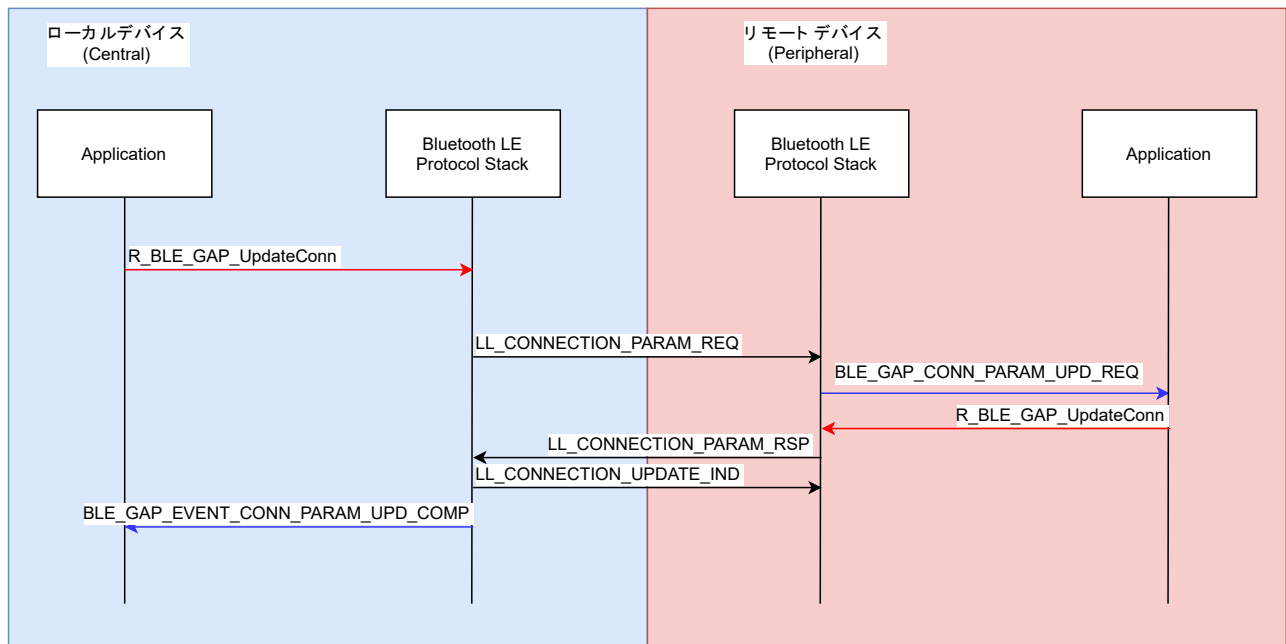 ローカルデバイス
(Central)
リモートデバイス
(Peripheral)
Application
Bluetooth LE
Protocol Stack
Bluetooth LE
Protocol Stack
Application
R_BLE_GAP_UpdateConn
LL_CONNECTION_PARAM_REQ
BLE_GAP_CONN_PARAM_UPD_REQ
R_BLE_GAP_UpdateConn
LL_CONNECTION_PARAM_RSP
LL_CONNECTION_UPDATE_IND
BLE_GAP_EVENT_CONN_PARAM_UPD_COMP